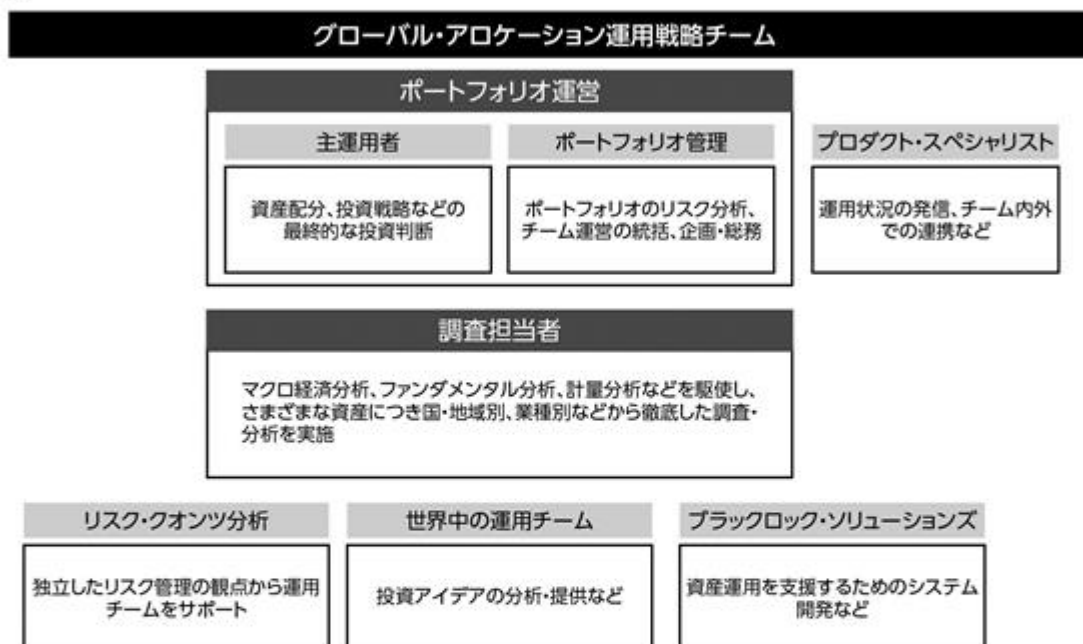 グローバル・アロケーション運用戦略チーム
ポートフォリオ運営
主運用者
資産配分、投資戦略などの
最終的な投資判断
ポートフォリオ管理
ポートフォリオのリスク分析、
チーム運営の統括、企画・総務
プロダクト・スペシャリスト
運用状況の発信、チーム内外
での連携など
調査担当者
マクロ経済分析、ファンダメンタル分析、計量分析などを駆使し、
さまざまな資産につき国・地域別、業種別などから徹底した調査・
分析を実施
リスク・クオンツ分析
独立したリスク管理の観点から運用
チームをサポート
世界中の運用チーム
投資アイデアの分析・提供など
ブラックロック・ソリューションズ
資産運用を支援するためのシステム
開発など